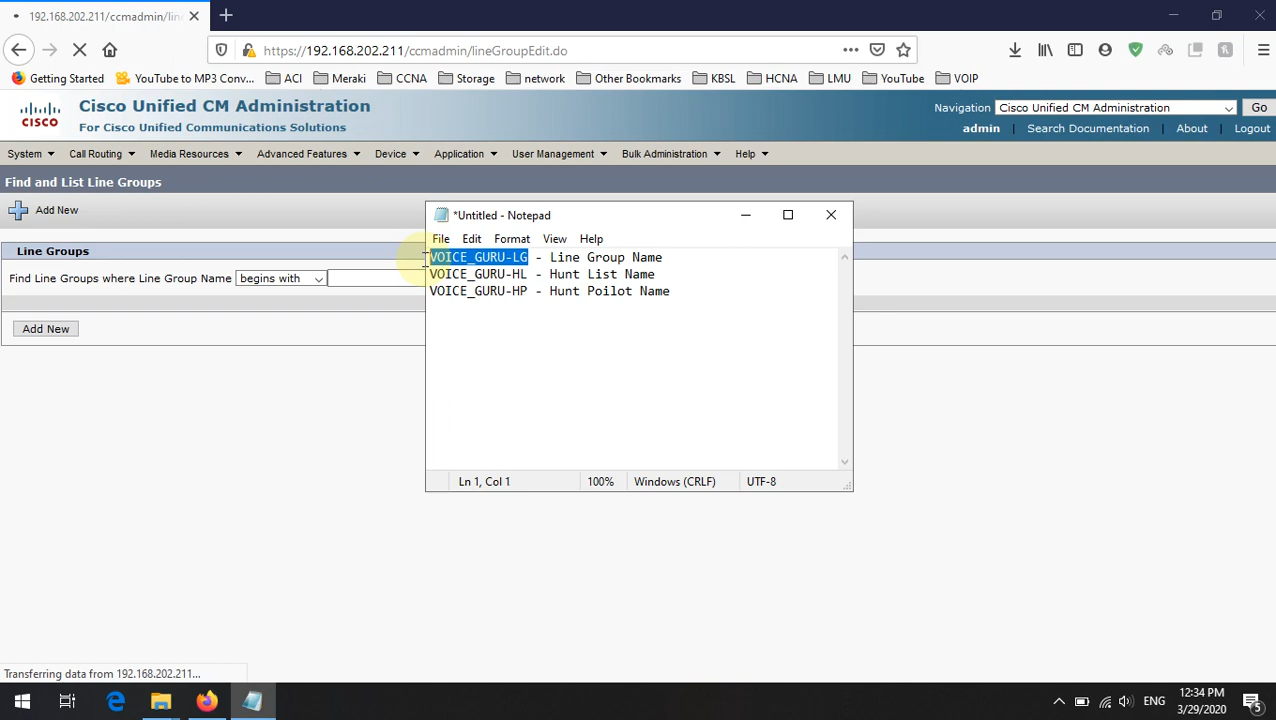 192.168.202.211/ccmadmin/line
https://192.168.202.211/ccmadmin/lineGroupEdit.do
Getting Started YouTube to MP3 Conv... ACI Meraki CCNA Storage network Other Bookmarks KBSL HCNA LMU YouTube VOIP
CISCO
Cisco Unified CM Administration
For Cisco Unified Communications Solutions
Navigation Cisco Unified CM Administration Go
admin Search Documentation About Logout
System Call Routing Media Resources Advanced Features Device Application User Management Bulk Administration Help
Find and List Line Groups
Add New
Line Groups
Find Line Groups where Line Group Name begins with
Add New
*Untitled - Notepad
File Edit Format View Help
VOICE_GURU-LG - Line Group Name
VOICE_GURU-HL - Hunt List Name
VOICE_GURU-HP - Hunt Poilot Name
Ln 1, Col 1 100% Windows (CRLF) UTF-8
Transferring data from 192.168.202.211...
ENG
12:34 PM
3/29/2020
5